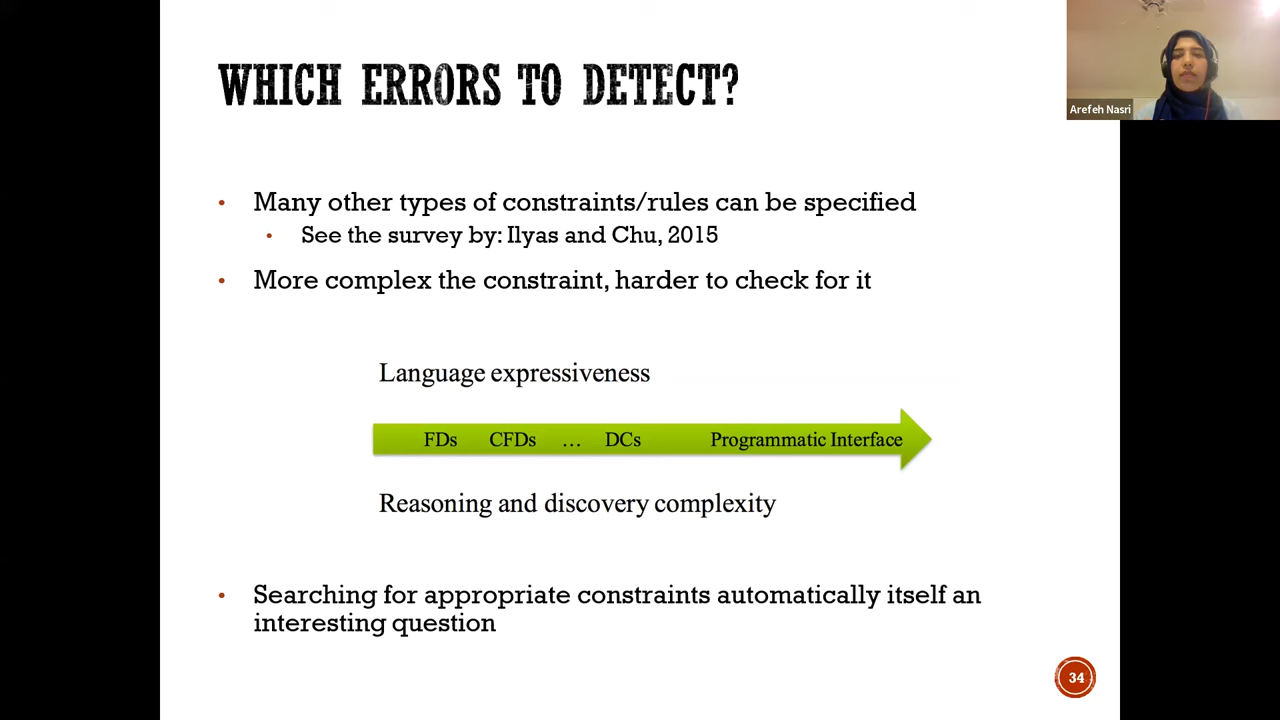 WHICH ERRORS TO DETECT?
Arefeh Nasri
• Many other types of constraints/rules can be specified
• See the survey by: Ilyas and Chu, 2015
• More complex the constraint, harder to check for it
Language expressiveness
FDs CFDs … DCs Programmatic Interface
Reasoning and discovery complexity
• Searching for appropriate constraints automatically itself an
interesting question
34